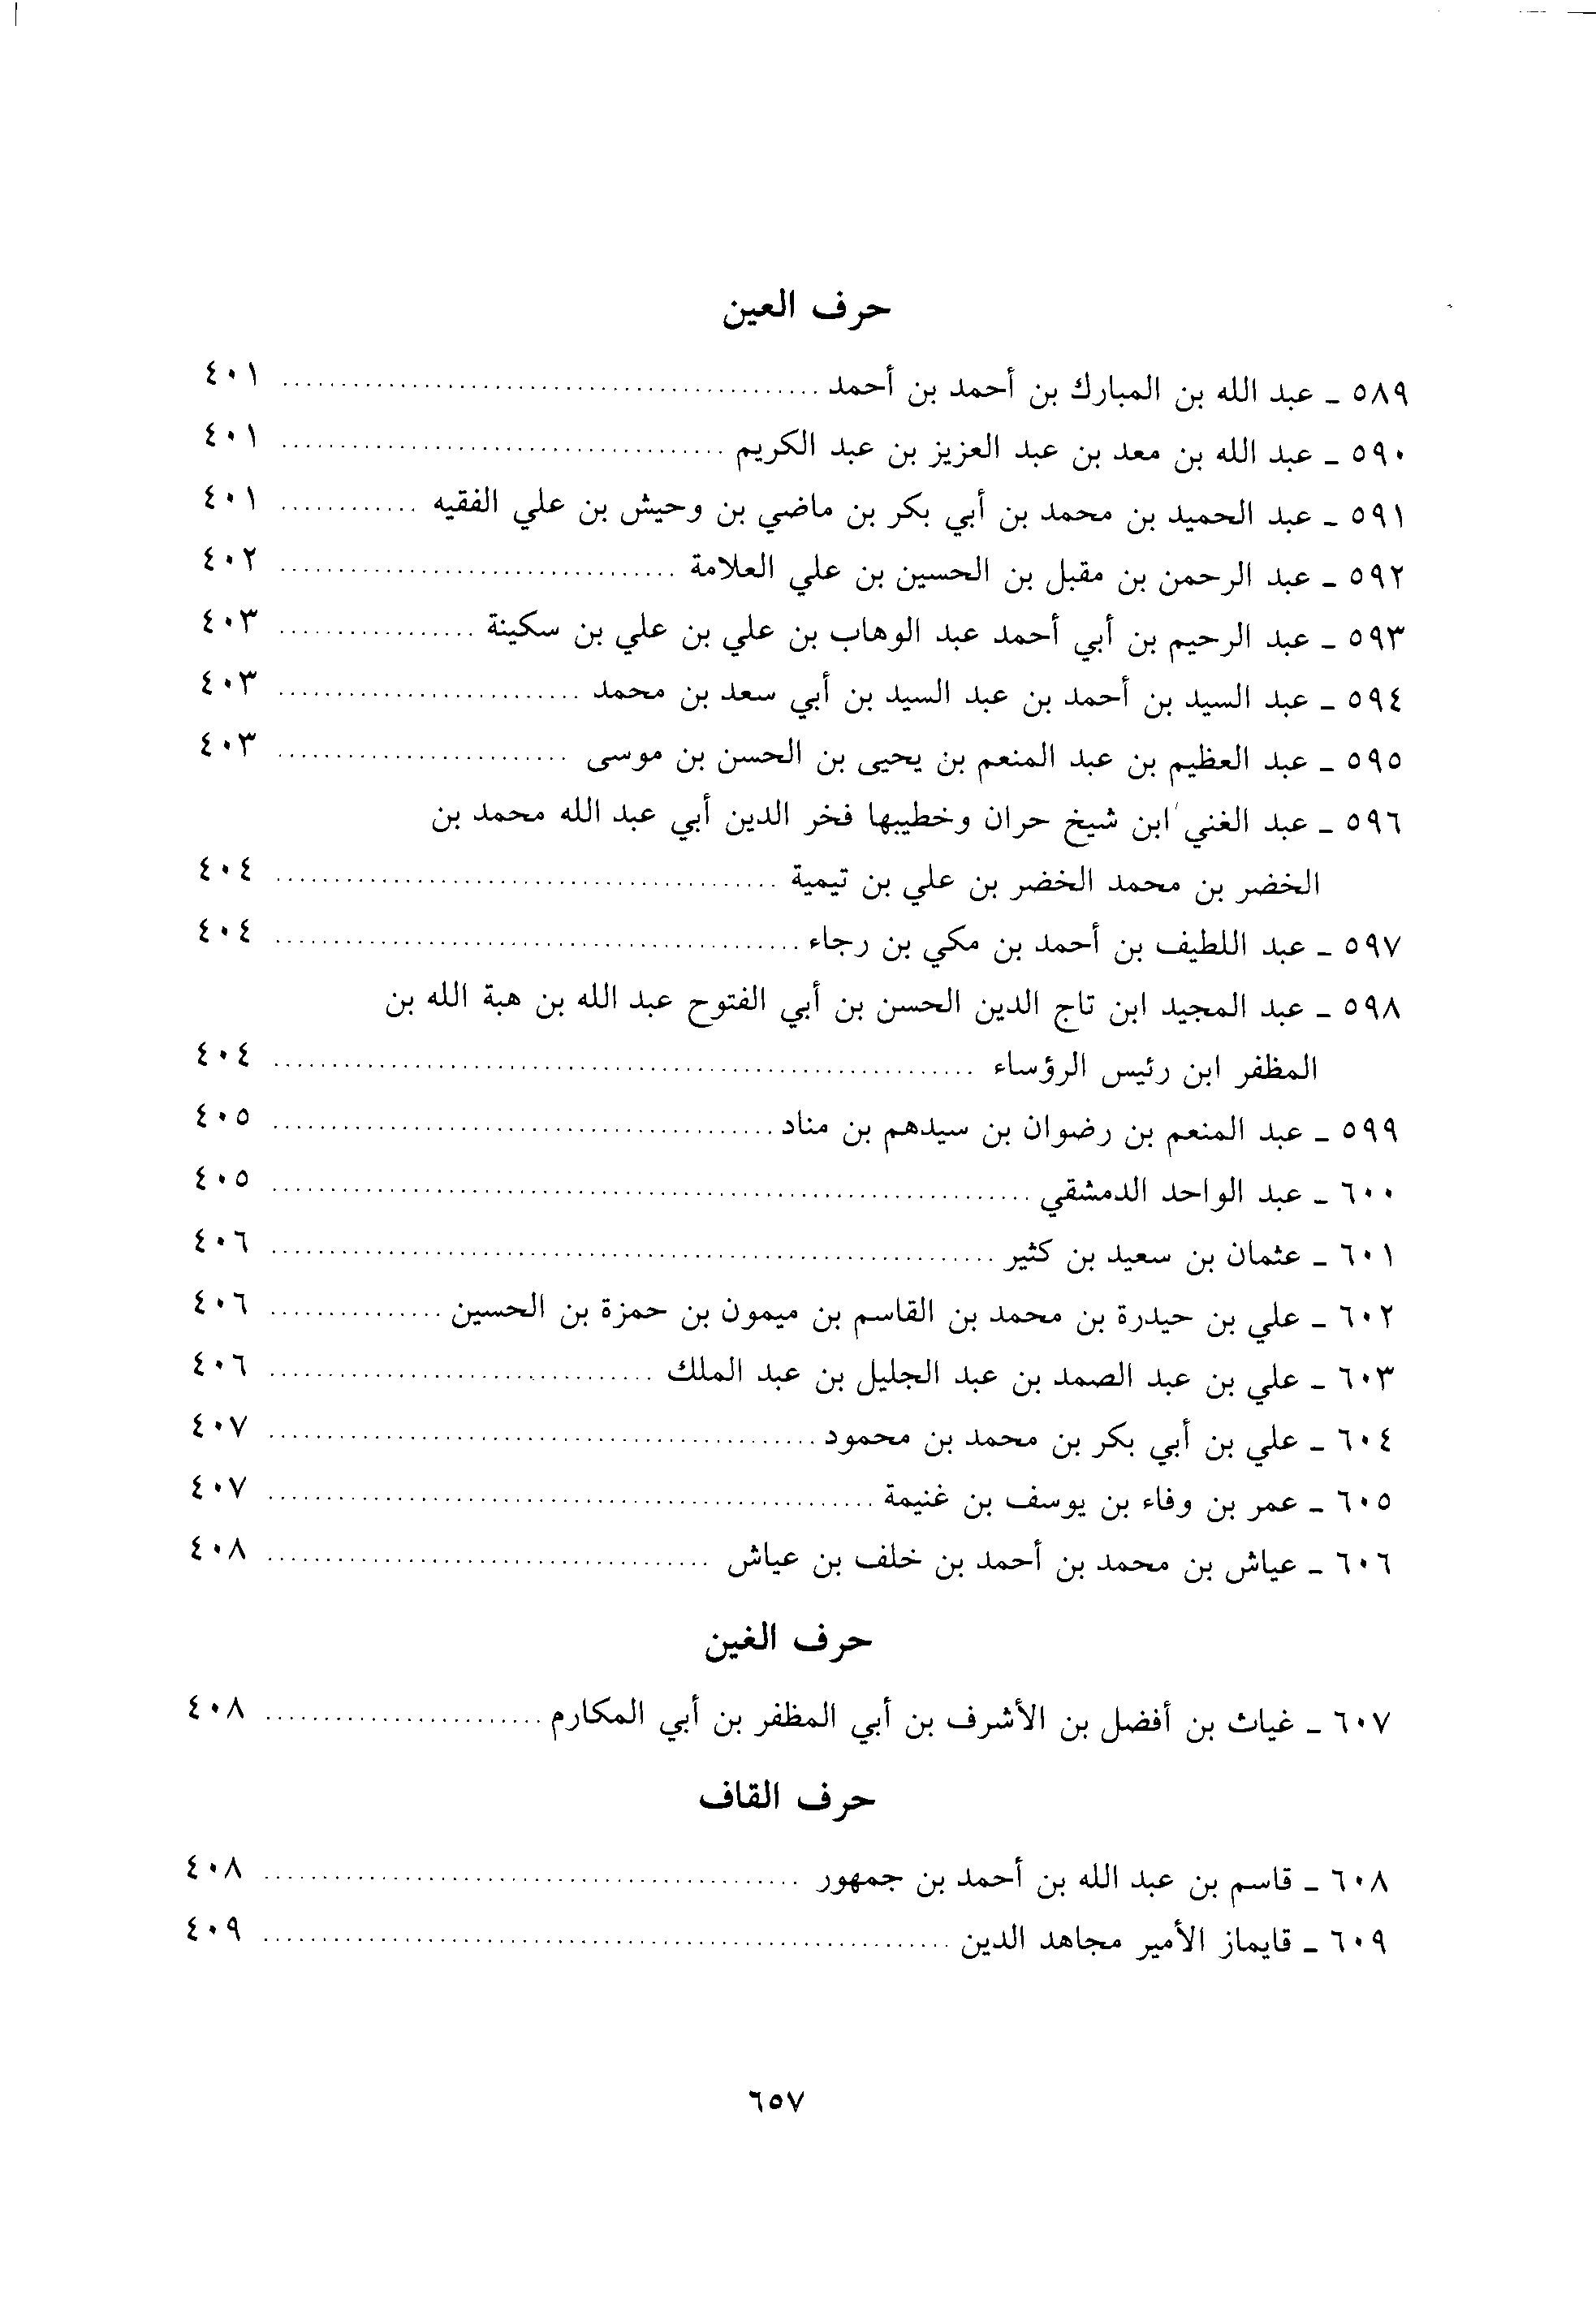 حرف العين
٥٨٩ ـ عبد الله بن المبارك بن أحمد بن أحمد .......... ٤٠١
٥٩٠ ـ عبد الله بن معد بن عبد العزيز بن عبد الكريم .......... ٤٠١
٥٩١ ـ عبد الحميد بن محمد بن أبي بكر بن ماضي بن وحيش بن علي الفقيه .......... ٤٠١
٥٩٢ ـ عبد الرحمن بن مقبل بن الحسين بن علي العلامة .......... ٤٠٢
٥٩٣ ـ عبد الرحيم بن أبي أحمد عبد الوهاب بن علي بن علي بن سكينة .......... ٤٠٣
٥٩٤ ـ عبد السيد بن أحمد بن عبد السيد بن أبي سعد بن محمد .......... ٤٠٣
٥٩٥ ـ عبد العظيم بن عبد المنعم بن يحيى بن الحسن بن موسى .......... ٤٠٣
٥٩٦ ـ عبد الغني ابن شيخ حران وخطيبها فخر الدين أبي عبد الله محمد بن
الخضر بن محمد الخضر بن علي بن تيمية .......... ٤٠٤
٥٩٧ ـ عبد اللطيف بن أحمد بن مكي بن رجاء .......... ٤٠٤
٥٩٨ ـ عبد المجيد ابن تاج الدين الحسن بن أبي الفتوح عبد الله بن هبة الله بن
المظفر ابن رئيس الرؤساء .......... ٤٠٤
٥٩٩ ـ عبد المنعم بن رضوان بن سيدهم بن مناد .......... ٤٠٥
٦٠٠ ـ عبد الواحد الدمشقي .......... ٤٠٥
٦٠١ ـ عثمان بن سعيد بن كثير .......... ٤٠٦
٦٠٢ ـ علي بن حيدرة بن محمد بن القاسم بن ميمون بن حمزة بن الحسين .......... ٤٠٦
٦٠٣ ـ علي بن عبد الصمد بن عبد الجليل بن عبد الملك .......... ٤٠٦
٦٠٤ ـ علي بن أبي بكر بن محمد بن محمود .......... ٤٠٧
٦٠٥ ـ عمر بن وفاء بن يوسف بن غنيمة .......... ٤٠٧
٦٠٦ ـ عياش بن محمد بن أحمد بن خلف بن عياش .......... ٤٠٨
حرف الغين
٦٠٧ ـ غياث بن أفضل بن الأشرف بن أبي المظفر بن أبي المكارم .......... ٤٠٨
حرف القاف
٦٠٨ ـ قاسم بن عبد الله بن أحمد بن جمهور .......... ٤٠٨
٦٠٩ ـ قايماز الأمير مجاهد الدين .......... ٤٠٩
٦٥٧